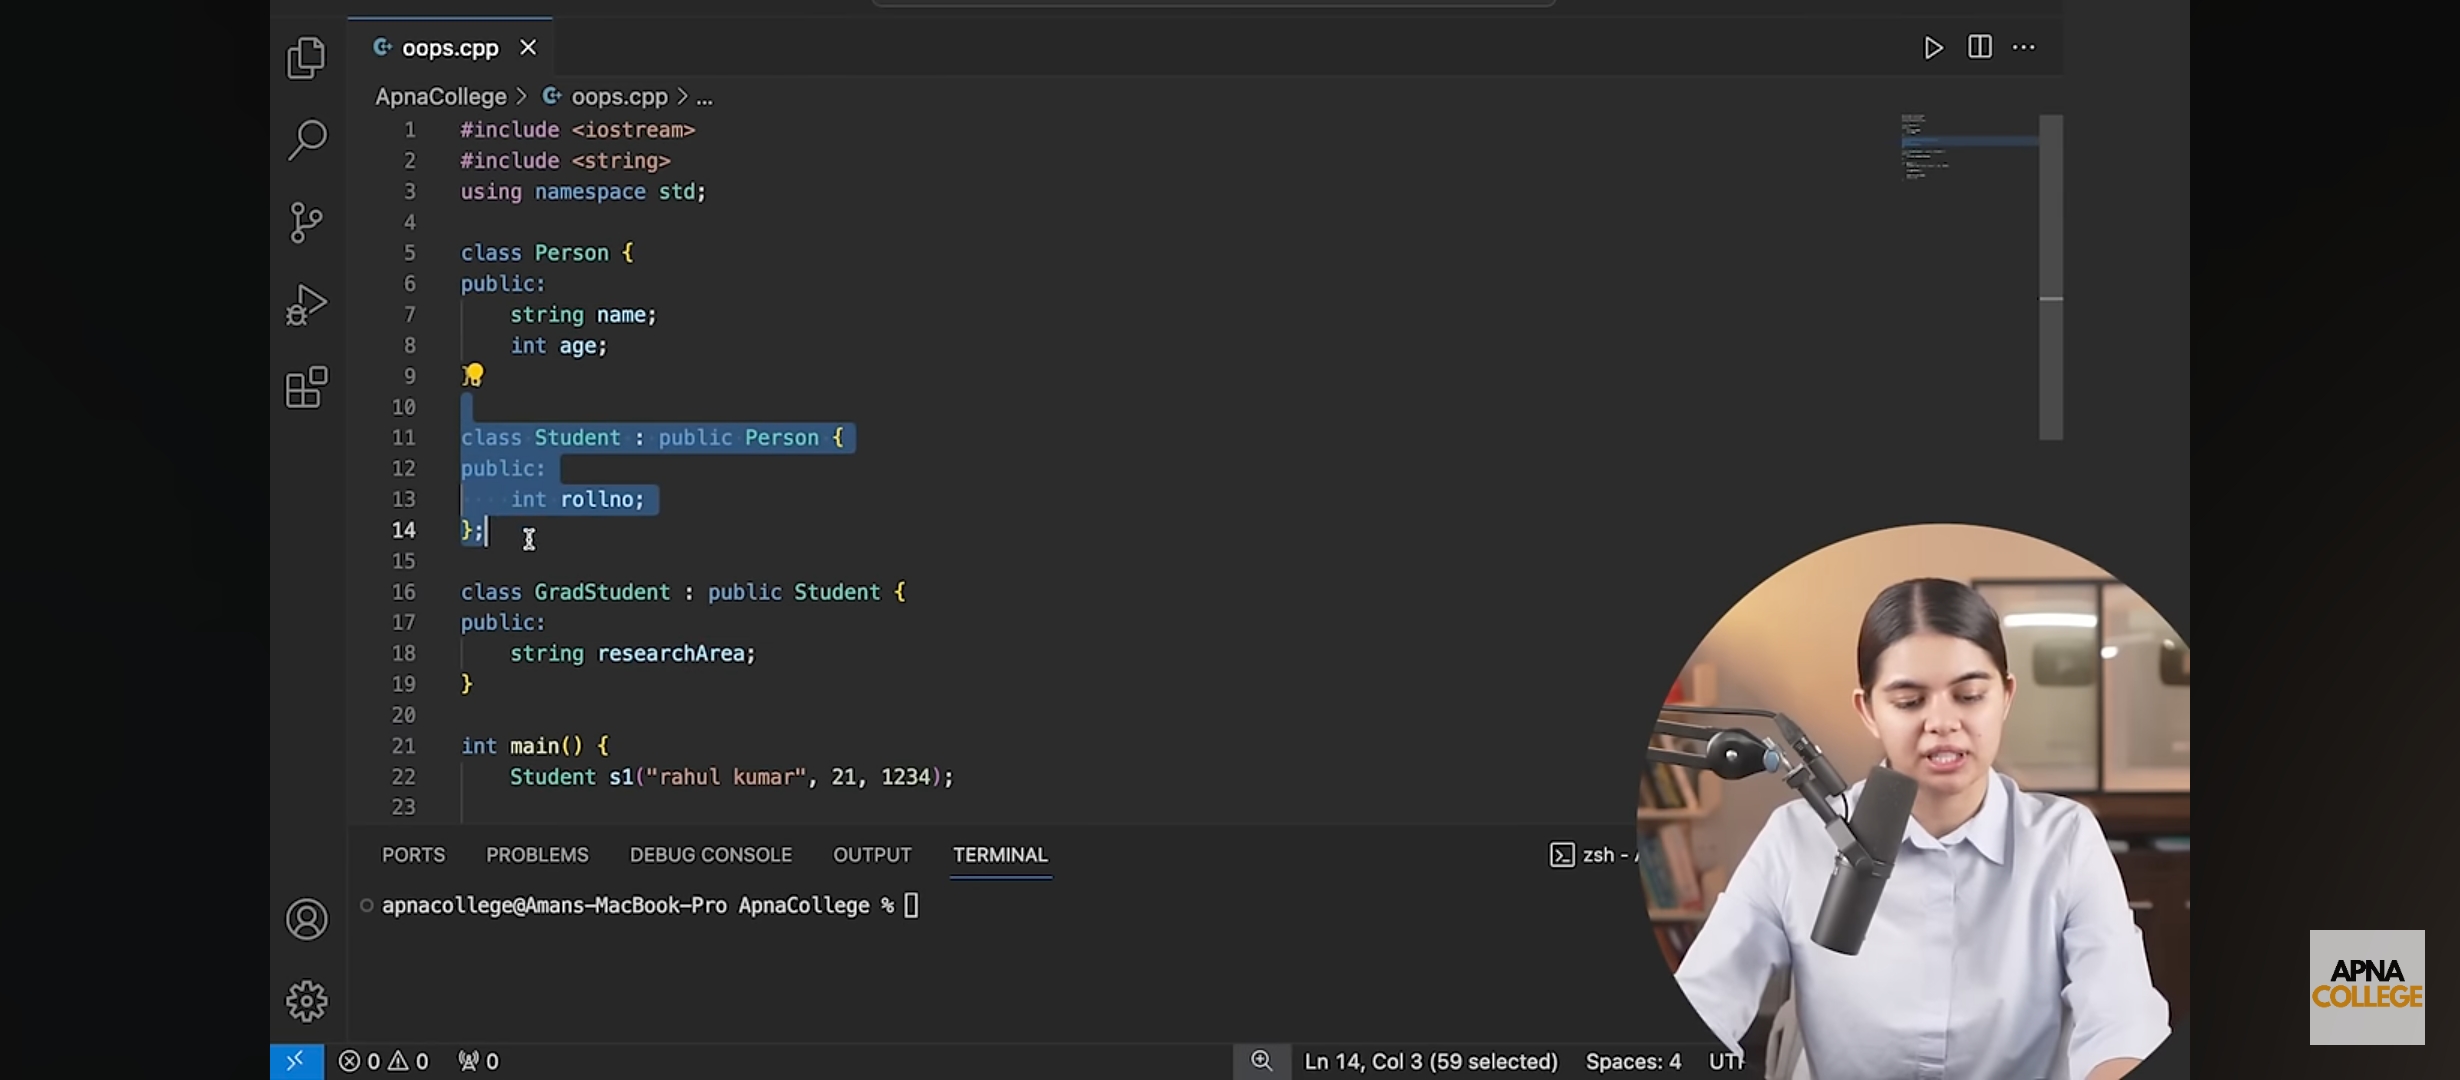 oops.cpp
ApnaCollege > oops.cpp > ...
1 #include <iostream>
2 #include <string>
3 using namespace std;
4
5 class Person {
6 public:
7 string name;
8 int age;
9
10
11 class Student : public Person {
12 public:
13 int rollno;
14 };
15
16 class GradStudent : public Student {
17 public:
18 string researchArea;
19 }
20
21 int main() {
22 Student s1("rahul kumar", 21, 1234);
23
PORTS PROBLEMS DEBUG CONSOLE OUTPUT TERMINAL zsh -
apnacollege@Amans-MacBook-Pro ApnaCollege %
0 0 0 Ln 14, Col 3 (59 selected) Spaces: 4
APNA
COLLEGE